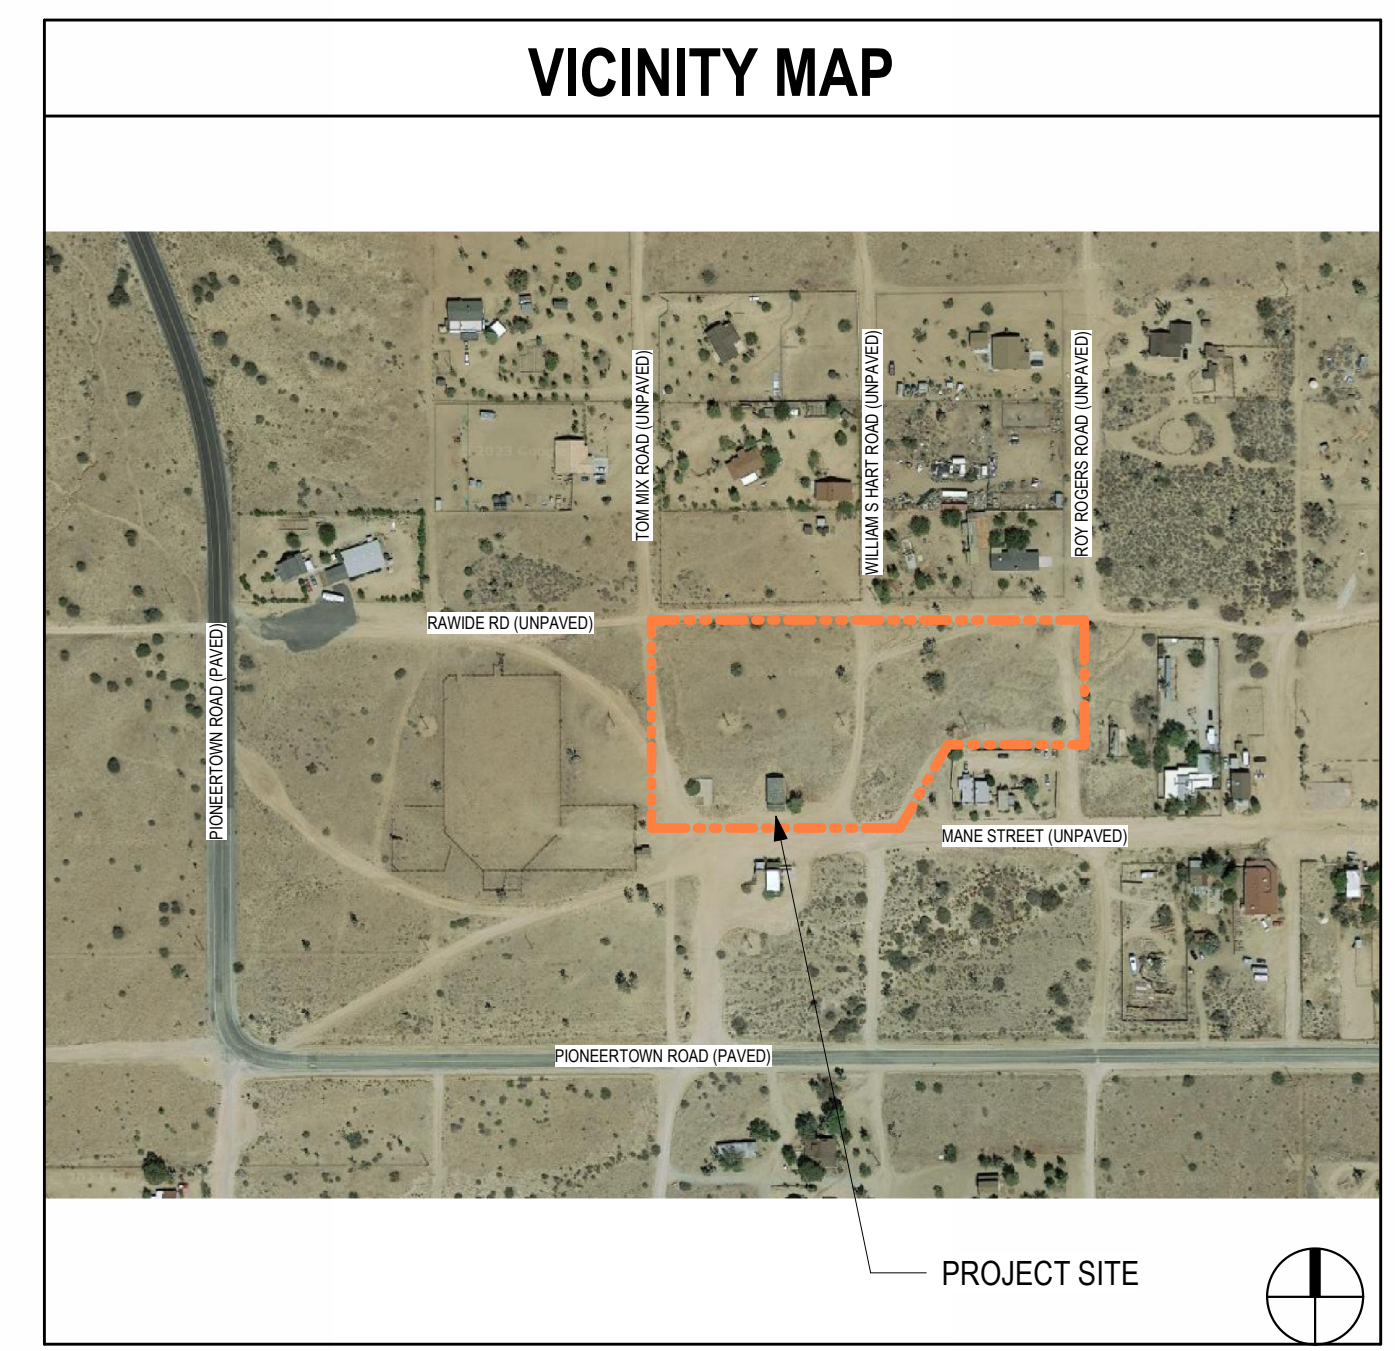 VICINITY MAP
TOM MIX ROAD (UNPAVED)
WILLIAM S HART ROAD (UNPAVED)
ROY ROGERS ROAD (UNPAVED)
RAWIDE RD (UNPAVED)
PIONEERTOWN ROAD (PAVED)
MANE STREET (UNPAVED)
PIONEERTOWN ROAD (PAVED)
PROJECT SITE